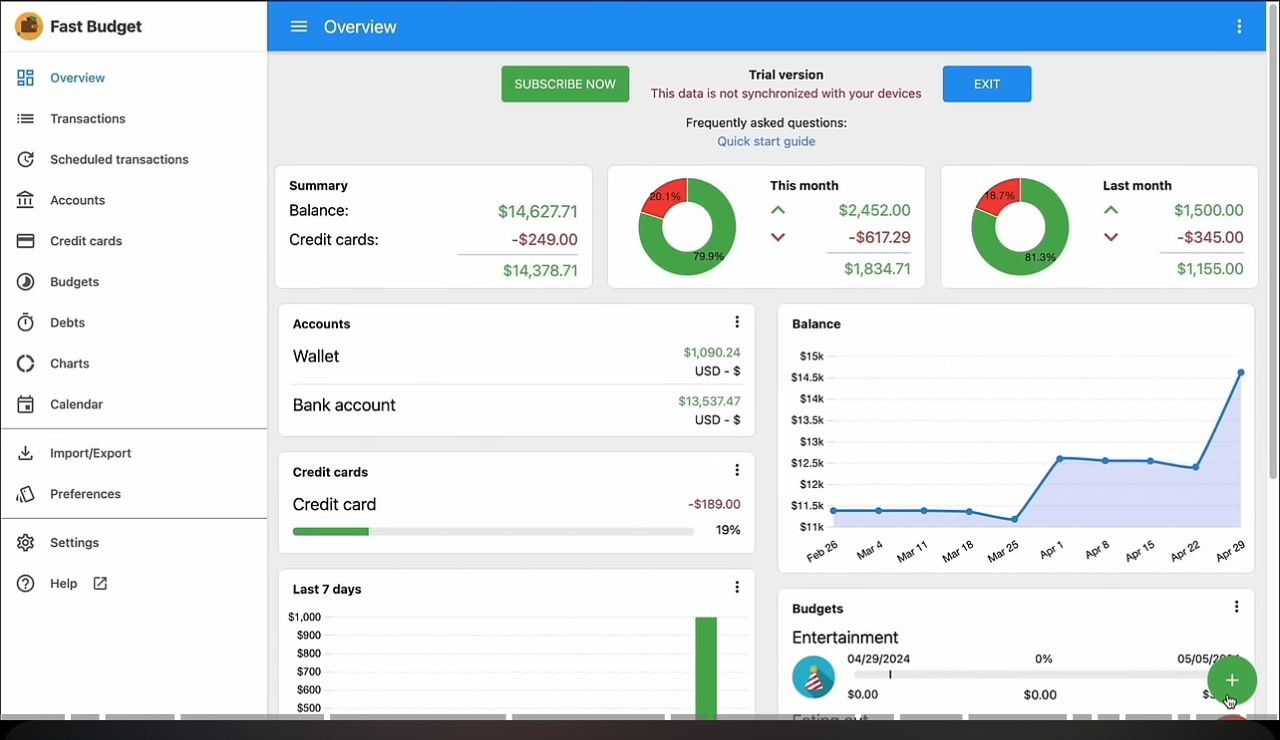 Fast Budget
Overview
Transactions
Scheduled transactions
Accounts
Credit cards
Budgets
Debts
Charts
Calendar
Import/Export
Preferences
Settings
Help
Overview
SUBSCRIBE NOW
Trial version
This data is not synchronized with your devices
EXIT
Frequently asked questions:
Quick start guide
Summary
Balance: $14,627.71
Credit cards: -$249.00
$14,378.71
20.1%
79.9%
This month
$2,452.00
-$617.29
$1,834.71
18.7%
81.3%
Last month
$1,500.00
-$345.00
$1,155.00
Accounts
Wallet $1,090.24
USD - $
Bank account $13,537.47
USD - $
Credit cards
Credit card -$189.00
19%
Last 7 days
$1,000
$900
$800
$700
$600
$500
Balance
$15k
$14.5k
$14k
$13.5k
$13k
$12.5k
$12k
$11.5k
$11k
Feb 26 Mar 4 Mar 11 Mar 18 Mar 25 Apr 1 Apr 8 Apr 15 Apr 22 Apr 29
Budgets
Entertainment
04/29/2024 0%
$0.00 $0.00
Eating out